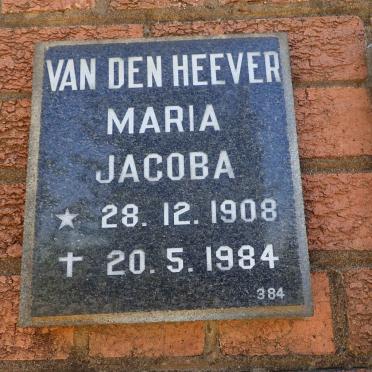 VAN DEN HEEVER
MARIA
JACOBA
★ 28. 12. 1908
✝ 20. 5. 1984
384